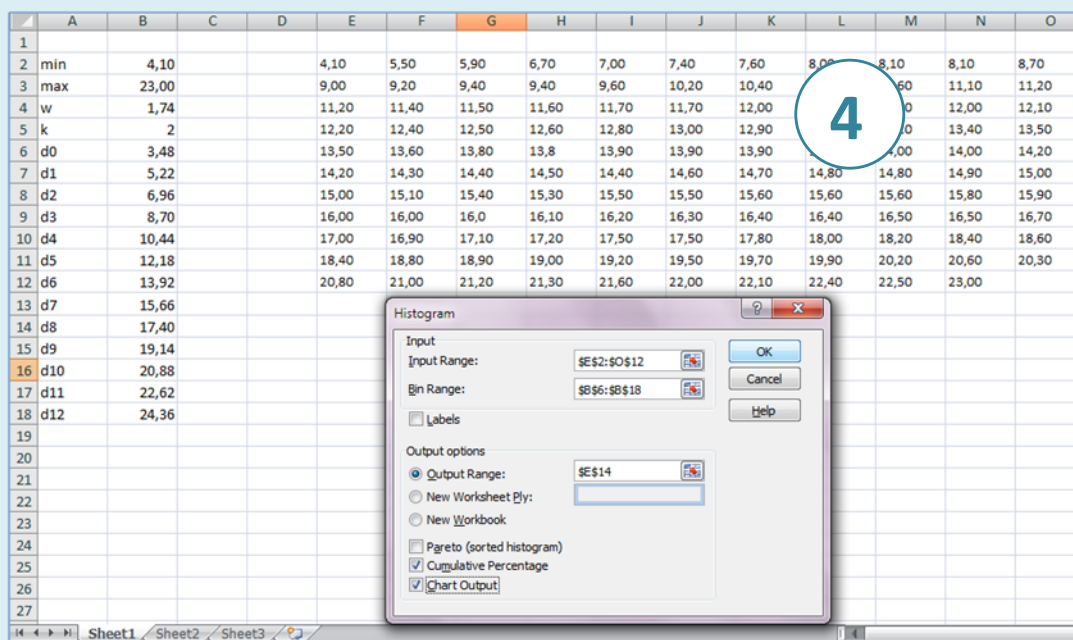 A B C D E F G H I J K L M N O
1
2 min 4,10 4,10 5,50 5,90 6,70 7,00 7,40 7,60 8,00 8,10 8,10 8,70
3 max 23,00 9,00 9,20 9,40 9,40 9,60 10,20 10,40 11,10 11,20
4 w 1,74 11,20 11,40 11,50 11,60 11,70 11,70 12,00 12,00 12,10
5 k 2 12,20 12,40 12,50 12,60 12,80 13,00 12,90 13,40 13,50
6 d0 3,48 13,50 13,60 13,80 13,8 13,90 13,90 13,90 14,00 14,20
7 d1 5,22 14,20 14,30 14,40 14,50 14,40 14,60 14,70 14,80 14,80 14,90 15,00
8 d2 6,96 15,00 15,10 15,40 15,30 15,50 15,50 15,60 15,60 15,60 15,80 15,90
9 d3 8,70 16,00 16,00 16,0 16,10 16,20 16,30 16,40 16,40 16,50 16,50 16,70
10 d4 10,44 17,00 16,90 17,10 17,20 17,50 17,50 17,80 18,00 18,20 18,40 18,60
11 d5 12,18 18,40 18,80 18,90 19,00 19,20 19,50 19,70 19,90 20,20 20,60 20,30
12 d6 13,92 20,80 21,00 21,20 21,30 21,60 22,00 22,10 22,40 22,50 23,00
13 d7 15,66
14 d8 17,40
15 d9 19,14
16 d10 20,88
17 d11 22,62
18 d12 24,36
19
20
21
22
23
24
25
26
27
4
Histogram
Input
Input Range: $E$2:$O$12
Bin Range: $B$6:$B$18
Labels
OK
Cancel
Help
Output options
Output Range: $E$14
New Worksheet Ply:
New Workbook
Pareto (sorted histogram)
Cumulative Percentage
Chart Output
Sheet1 Sheet2 Sheet3